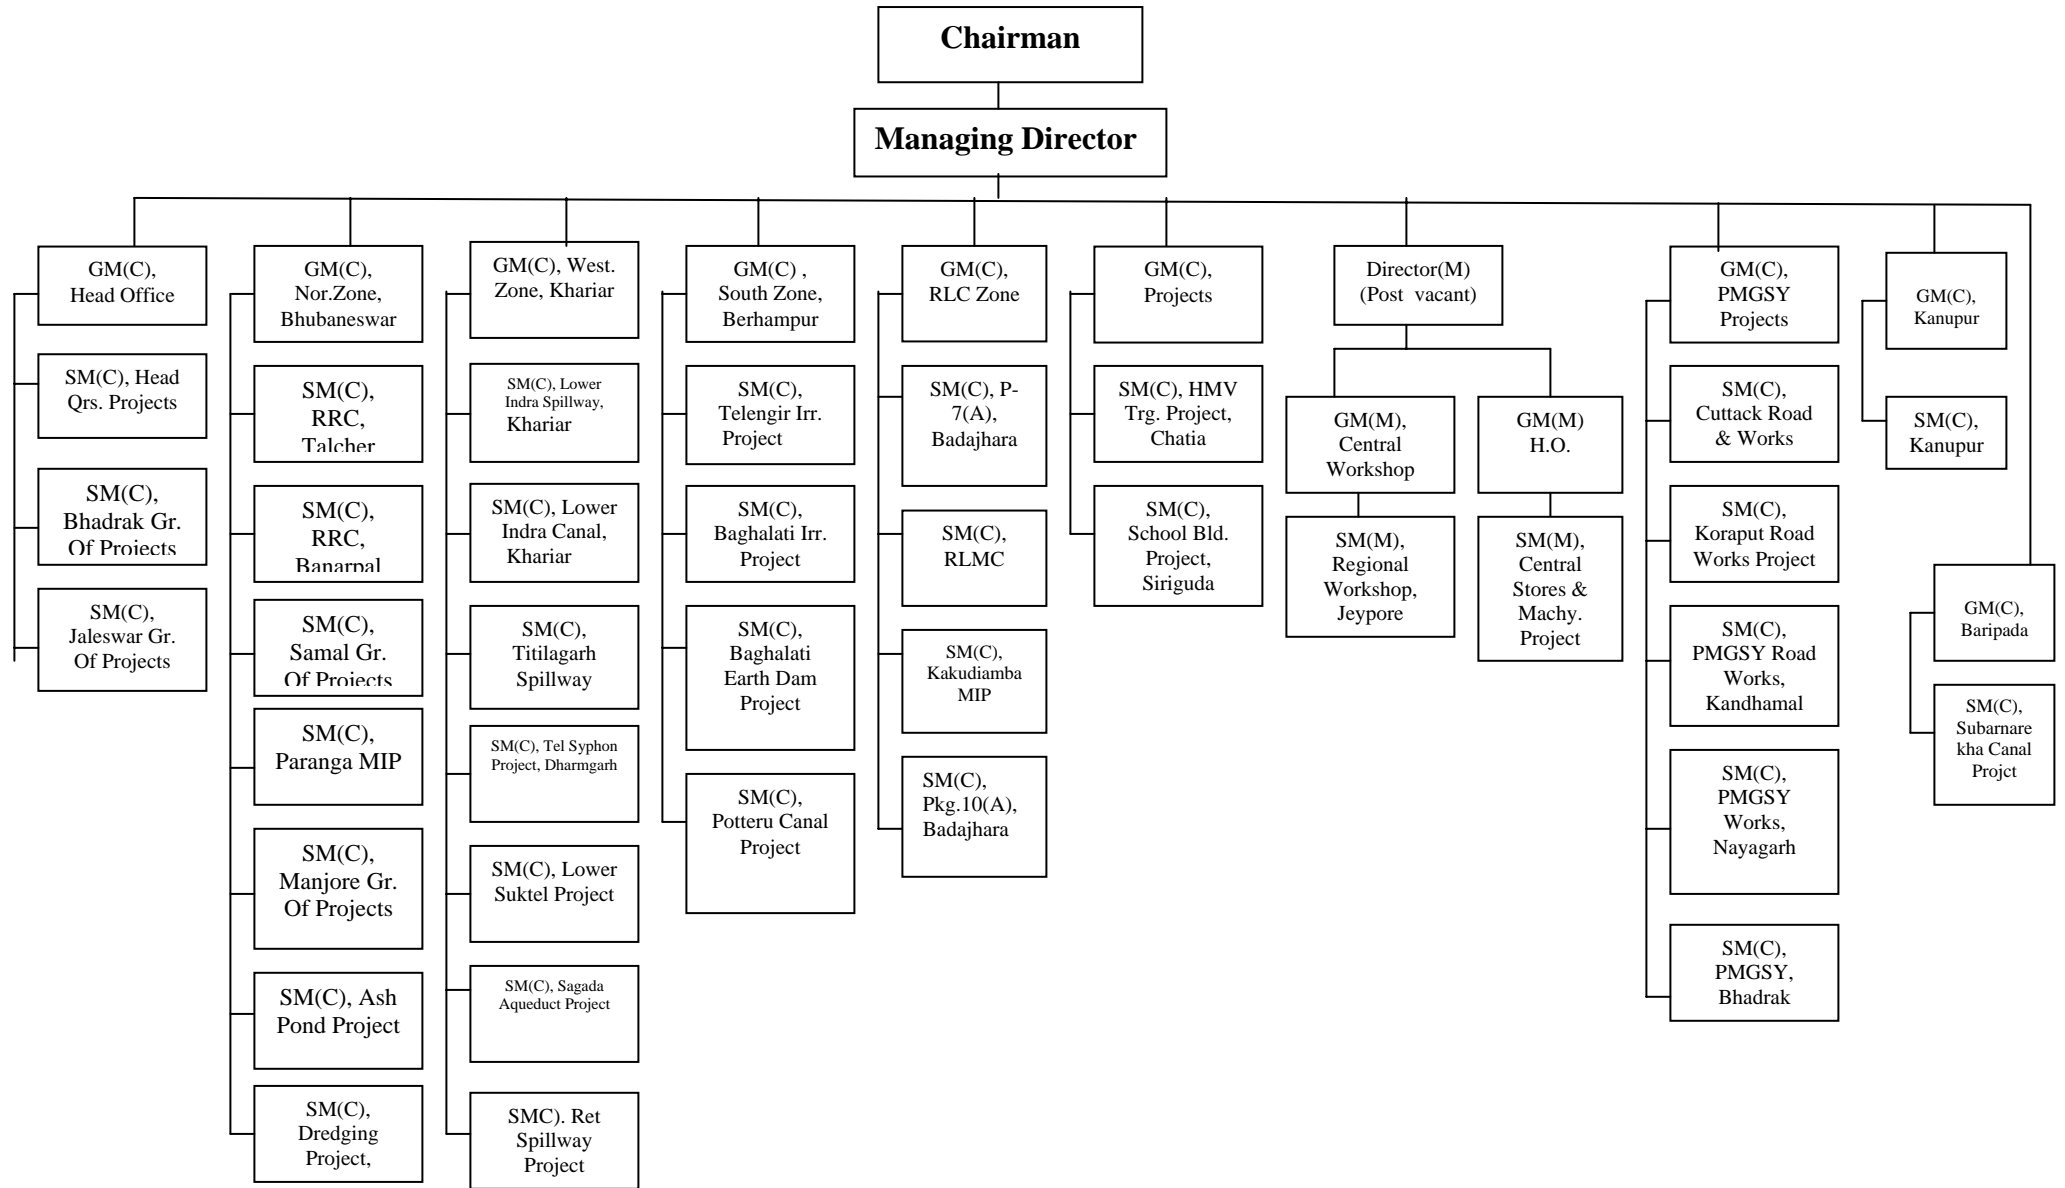 Chairman
Managing Director
GM(C),
Head Office
SM(C), Head
Qrs. Projects
SM(C),
Bhadrak Gr.
Of Projects
SM(C),
Jaleswar Gr.
Of Projects
GM(C),
Nor.Zone,
Bhubaneswar
SM(C),
RRC,
Talcher
SM(C),
RRC,
Banarpal
SM(C),
Samal Gr.
Of Projects
SM(C),
Paranga MIP
SM(C),
Manjore Gr.
Of Projects
SM(C), Ash
Pond Project
SM(C),
Dredging
Project,
GM(C), West.
Zone, Khariar
SM(C), Lower
Indra Spillway,
Khariar
SM(C), Lower
Indra Canal,
Khariar
SM(C),
Titilagarh
Spillway
SM(C), Tel Syphon
Project, Dharmgarh
SM(C), Lower
Suktel Project
SM(C), Sagada
Aqueduct Project
SMC). Ret
Spillway
Project
GM(C) ,
South Zone,
Berhampur
SM(C),
Telengir Irr.
Project
SM(C),
Baghalati Irr.
Project
SM(C),
Baghalati
Earth Dam
Project
SM(C),
Potteru Canal
Project
GM(C),
RLC Zone
SM(C), P-
7(A),
Badajhara
SM(C),
RLMC
SM(C),
Kakudiamba
MIP
SM(C),
Pkg.10(A),
Badajhara
GM(C),
Projects
SM(C), HMV
Trg. Project,
Chatia
SM(C),
School Bld.
Project,
Siriguda
Director(M)
(Post vacant)
GM(M),
Central
Workshop
SM(M),
Regional
Workshop,
Jeypore
GM(M)
H.O.
SM(M),
Central
Stores &
Machy.
Project
GM(C),
PMGSY
Projects
SM(C),
Cuttack Road
& Works
SM(C),
Koraput Road
Works Project
SM(C),
PMGSY Road
Works,
Kandhamal
SM(C),
PMGSY
Works,
Nayagarh
SM(C),
PMGSY,
Bhadrak
GM(C),
Kanupur
SM(C),
Kanupur
GM(C),
Baripada
SM(C),
Subarnare
kha Canal
Projct